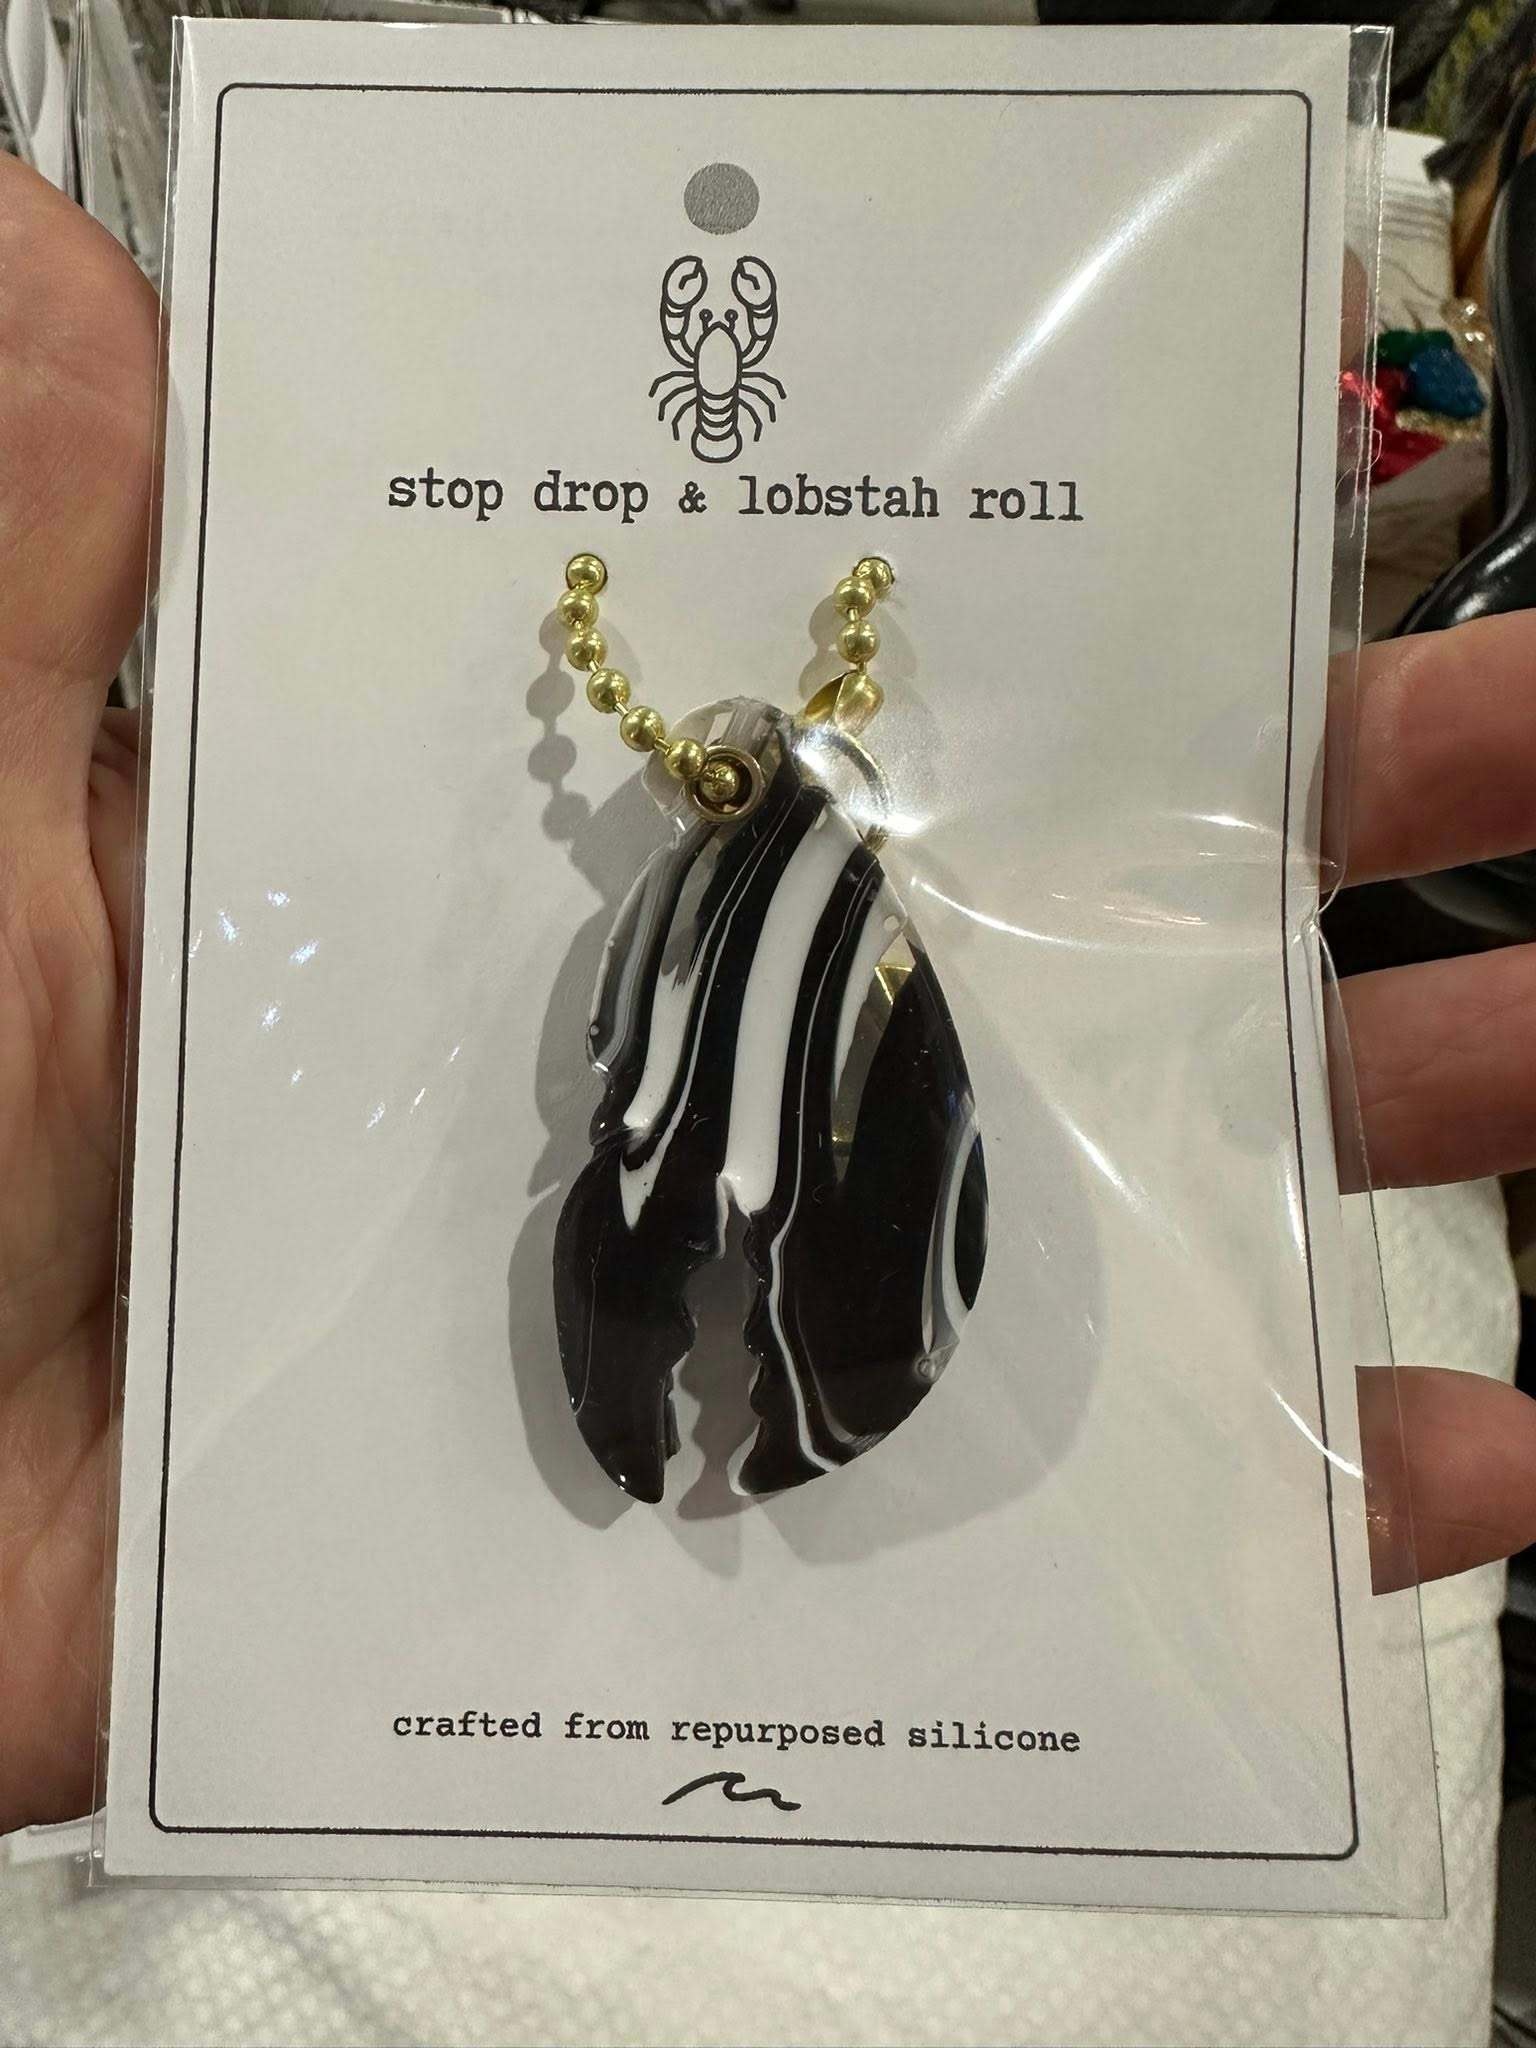 stop drop & lobstah roll
crafted from repurposed silicone